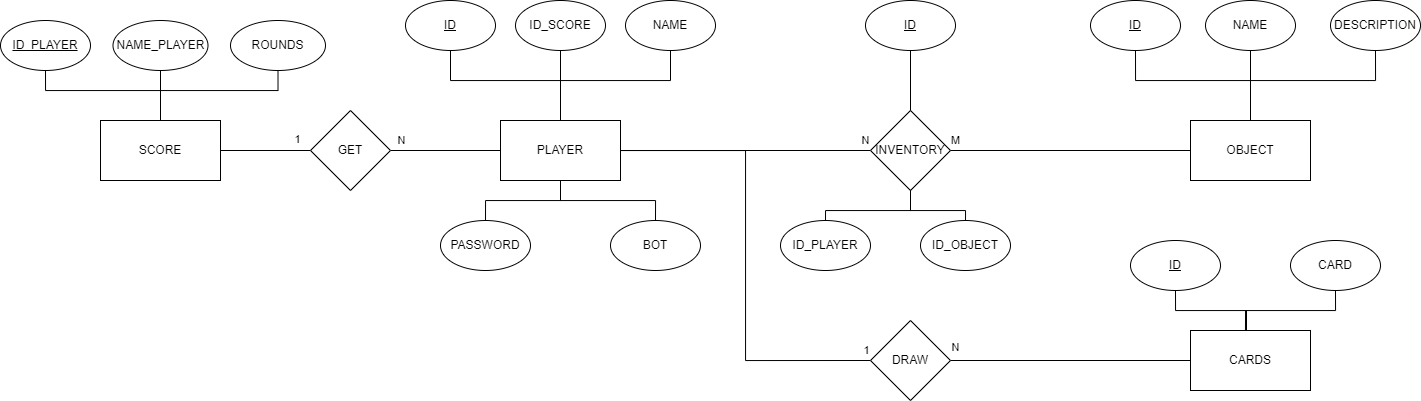 ID_PLAYER
NAME_PLAYER
ROUNDS
ID
ID_SCORE
NAME
ID
ID
NAME
DESCRIPTION
SCORE
1
GET
N
PLAYER
N
INVENTORY
M
OBJECT
PASSWORD
BOT
ID_PLAYER
ID_OBJECT
ID
CARD
1
DRAW
N
CARDS